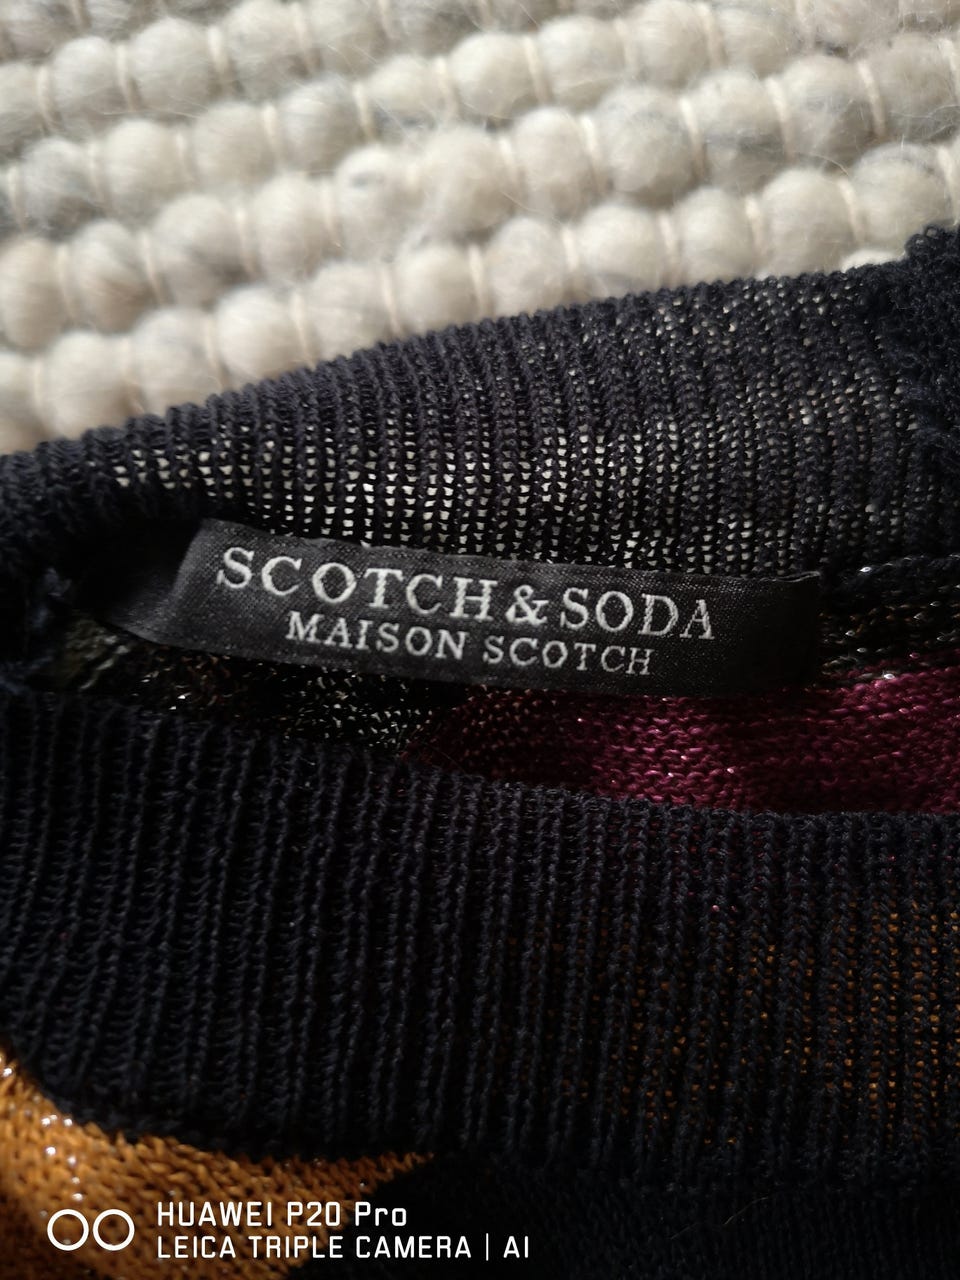 SCOTCH & SODA
MAISON SCOTCH
HUAWEI P20 Pro
LEICA TRIPLE CAMERA | AI